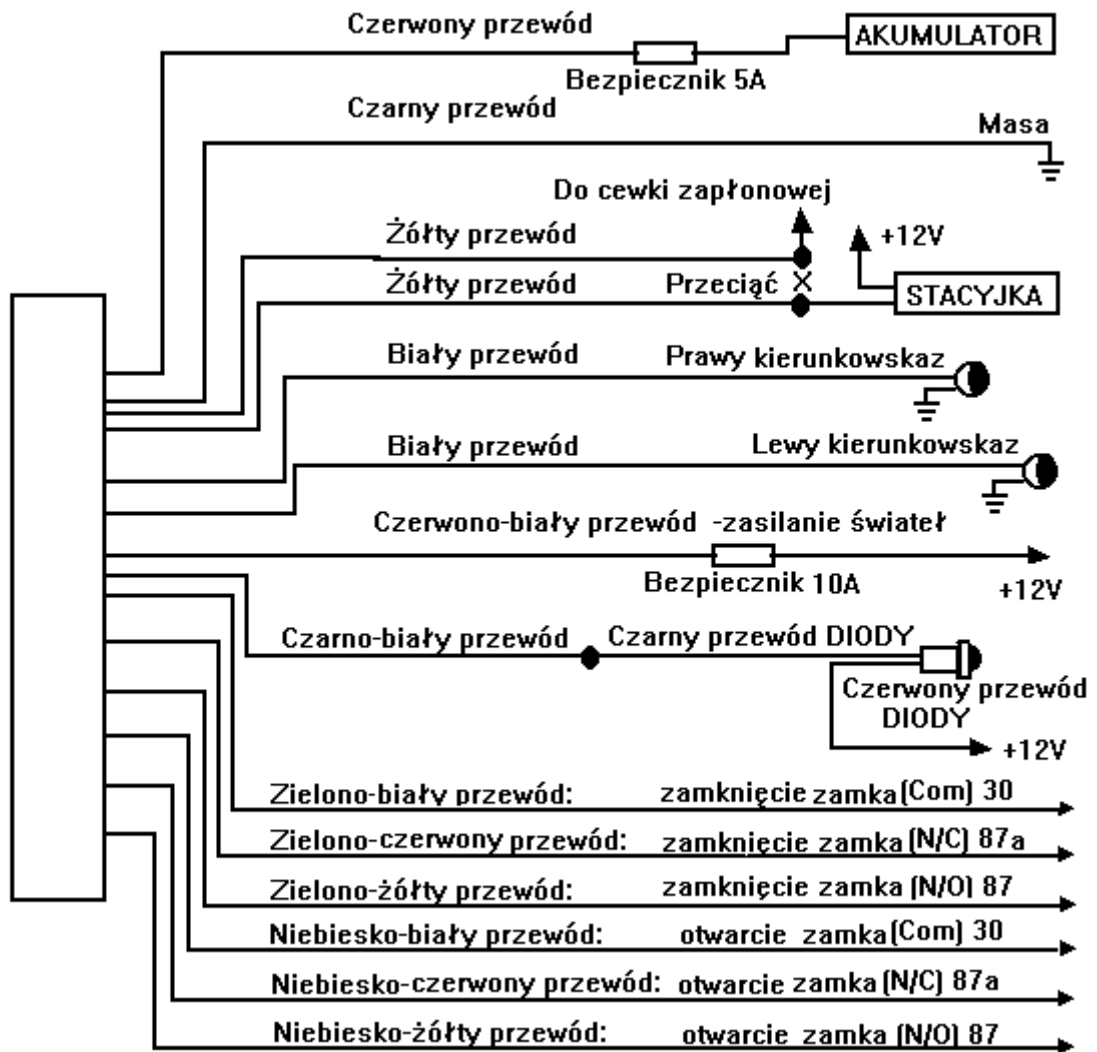 Czerwony przewód
AKUMULATOR
Bezpiecznik 5A
Czarny przewód
Masa
Do cewki zapłonowej
Żółty przewód
+12V
Żółty przewód Przeciąć
STACYJKA
Biały przewód Prawy kierunkowskaz
Biały przewód Lewy kierunkowskaz
Czerwono-biały przewód -zasilanie świateł
Bezpiecznik 10A
+12V
Czarno-biały przewód Czarny przewód DIODY
Czerwony przewód
DIODY
+12V
Zielono-biały przewód: zamknięcie zamka(Com) 30
Zielono-czerwony przewód: zamknięcie zamka (N/C) 87a
Zielono-żółty przewód: zamknięcie zamka (N/O) 87
Niebiesko-biały przewód: otwarcie zamka(Com) 30
Niebiesko-czerwony przewód: otwarcie zamka (N/C) 87a
Niebiesko-żółty przewód: otwarcie zamka (N/O) 87